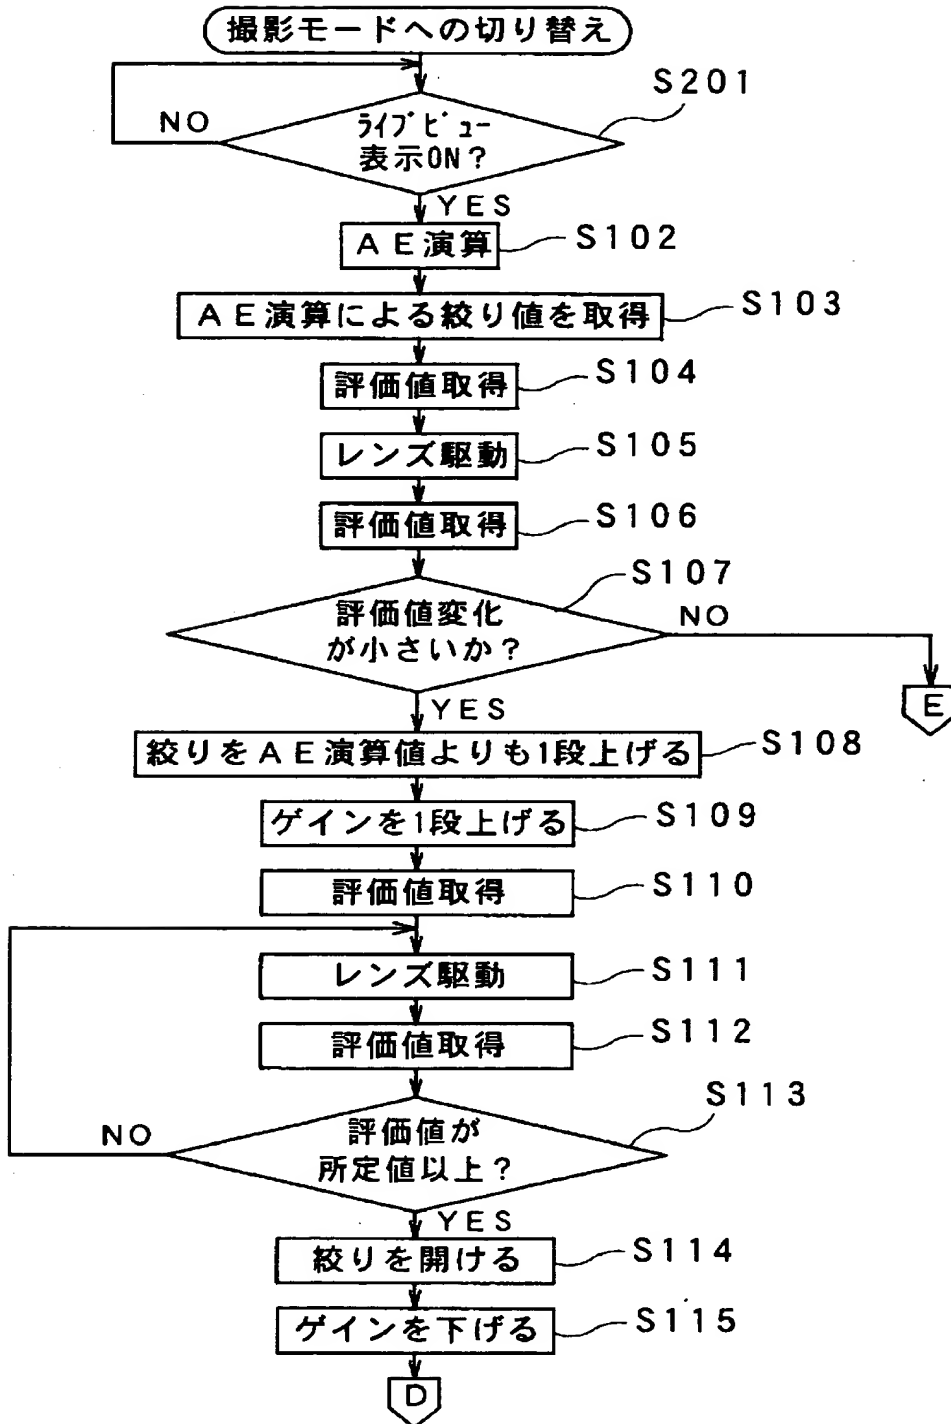 撮影モードへの切り替え
S201
NO
ライブビュー
表示ON?
YES
AE演算
S102
AE演算による絞り値を取得
S103
評価値取得
S104
レンズ駆動
S105
評価値取得
S106
S107
評価値変化
が小さいか?
NO
E
YES
絞りをAE演算値よりも1段上げる
S108
ゲインを1段上げる
S109
評価値取得
S110
レンズ駆動
S111
評価値取得
S112
S113
NO
評価値が
所定値以上?
YES
絞りを開ける
S114
ゲインを下げる
S115
D